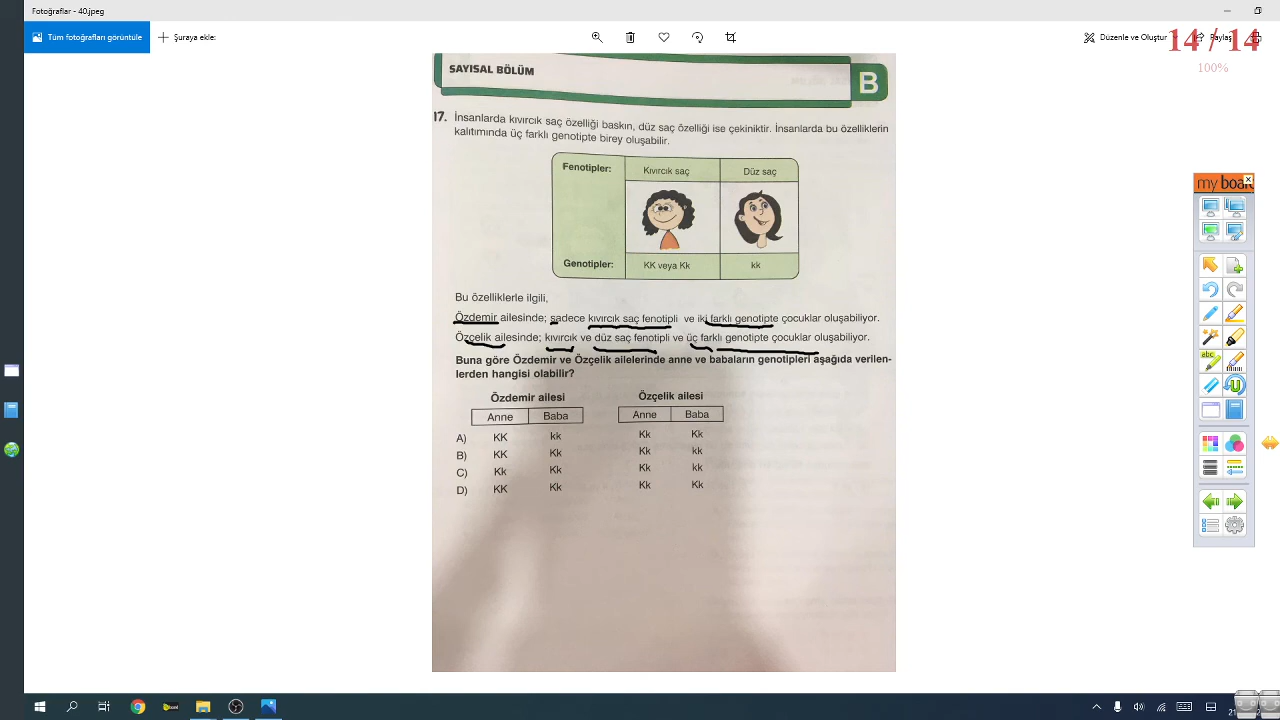 Fotoğraflar - 40.jpeg
Tüm fotoğrafları görüntüle
Şuraya ekle:
Düzenle ve Oluştur
Paylaş
14 / 14
100%
SAYISAL BÖLÜM
B
17. İnsanlarda kıvırcık saç özelliği baskın, düz saç özelliği ise çekiniktir. İnsanlarda bu özelliklerin
kalıtımında üç farklı genotipte birey oluşabilir.
Fenotipler: Kıvırcık saç Düz saç
Genotipler: KK veya Kk kk
Bu özelliklerle ilgili,
Özdemir ailesinde; sadece kıvırcık saç fenotipli ve iki farklı genotipte çocuklar oluşabiliyor.
Özçelik ailesinde; kıvırcık ve düz saç fenotipli ve üç farklı genotipte çocuklar oluşabiliyor.
Buna göre Özdemir ve Özçelik ailelerinde anne ve babaların genotipleri aşağıda verilen-
lerden hangisi olabilir?
Özdemir ailesi Özçelik ailesi
Anne Baba Anne Baba
A) KK kk Kk Kk
B) KK Kk Kk kk
C) Kk Kk Kk kk
D) KK Kk Kk Kk
my board
abc